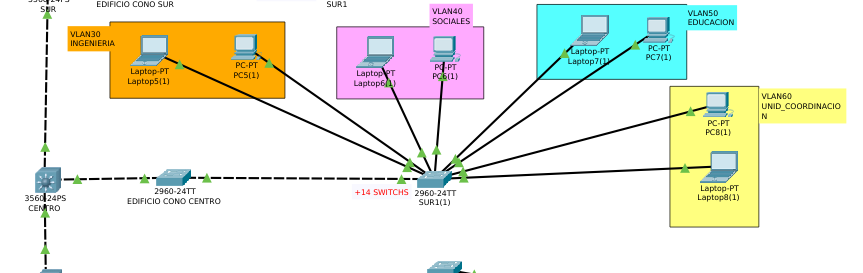 3560-24PS
SUR
EDIFICIO CONO SUR
SUR1
VLAN30
INGENIERIA
Laptop-PT
Laptop5(1)
PC-PT
PC5(1)
VLAN40
SOCIALES
Laptop-PT
Laptop6(1)
PC-PT
PC6(1)
VLAN50
EDUCACION
Laptop-PT
Laptop7(1)
PC-PT
PC7(1)
VLAN60
UNID_COORDINACIO
N
PC-PT
PC8(1)
Laptop-PT
Laptop8(1)
3560-24PS
CENTRO
2960-24TT
EDIFICIO CONO CENTRO
+14 SWITCHS
2960-24TT
SUR1(1)